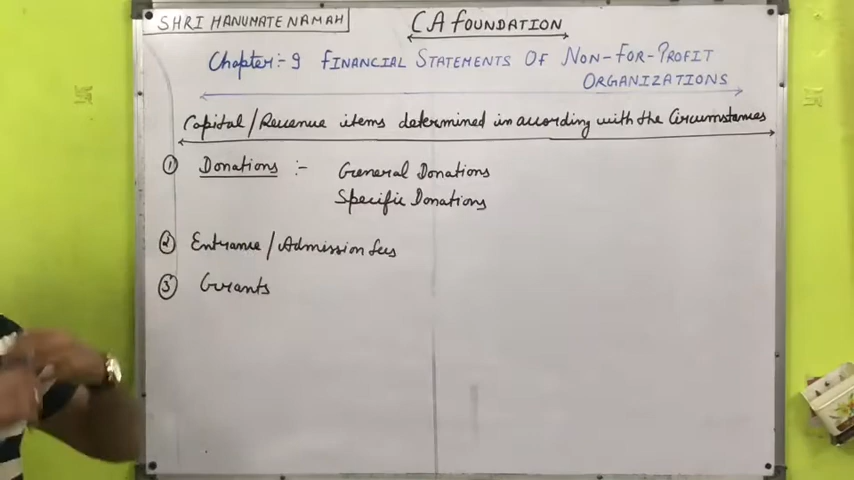 SHRI HANUMATE NAMAH
CA FOUNDATION
Chapter:- 9 FINANCIAL STATEMENTS OF NON-FOR-PROFIT
ORGANIZATIONS
Capital/Revenue items determined in according with the Circumstances
① Donations :- General Donations
Specific Donations
② Entrance/Admission fees
③ Grants